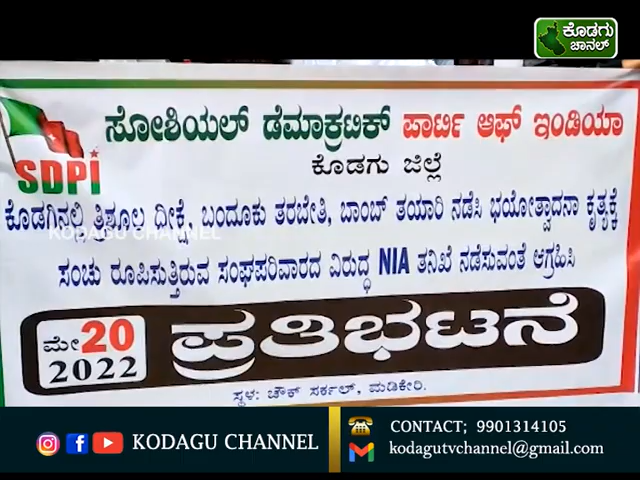 ಕೊಡಗು
ಚಾನಲ್
ಸೋಶಿಯಲ್ ಡೆಮಾಕ್ರಟಿಕ್ ಪಾರ್ಟಿ ಆಫ್ ಇಂಡಿಯಾ
SDPI
ಕೊಡಗು ಜಿಲ್ಲೆ
ಕೊಡಗಿನಲ್ಲಿ ತ್ರಿಶೂಲ ದೀಕ್ಷೆ, ಬಂದೂಕು ತರಬೇತಿ, ಬಾಂಬ್ ತಯಾರಿ ನಡೆಸಿ ಭಯೋತ್ವಾದನಾ ಕೃತ್ಯಕ್ಕೆ
KODAGU CHANNEL
ಸಂಚು ರೂಪಿಸುತ್ತಿರುವ ಸಂಘಪರಿವಾರದ ವಿರುದ್ಧ NIA ತನಿಖೆ ನಡೆಸುವಂತೆ ಆಗ್ರಹಿಸಿ
ಮೇ 20
2022
ಪ್ರತಿಭಟನೆ
ಸ್ಥಳ: ಚೌಕ್ ಸರ್ಕಲ್, ಮಡಿಕೇರಿ.
KODAGU CHANNEL
CONTACT; 9901314105
kodagutvchannel@gmail.com